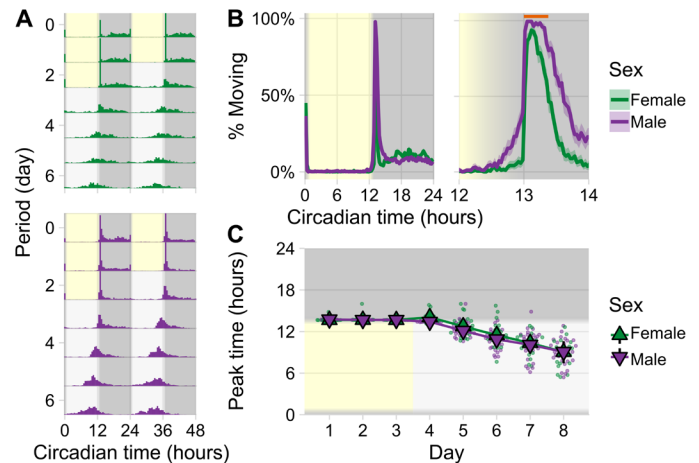 A
Period (day)
0
2
4
6
0
2
4
6
0 12 24 36 48
Circadian time (hours)
B
% Moving
100%
50%
0%
0 6 12 18 24
12 13 14
Circadian time (hours)
Sex
Female
Male
C
Peak time (hours)
24
18
12
6
0
1 2 3 4 5 6 7 8
Day
Sex
Female
Male